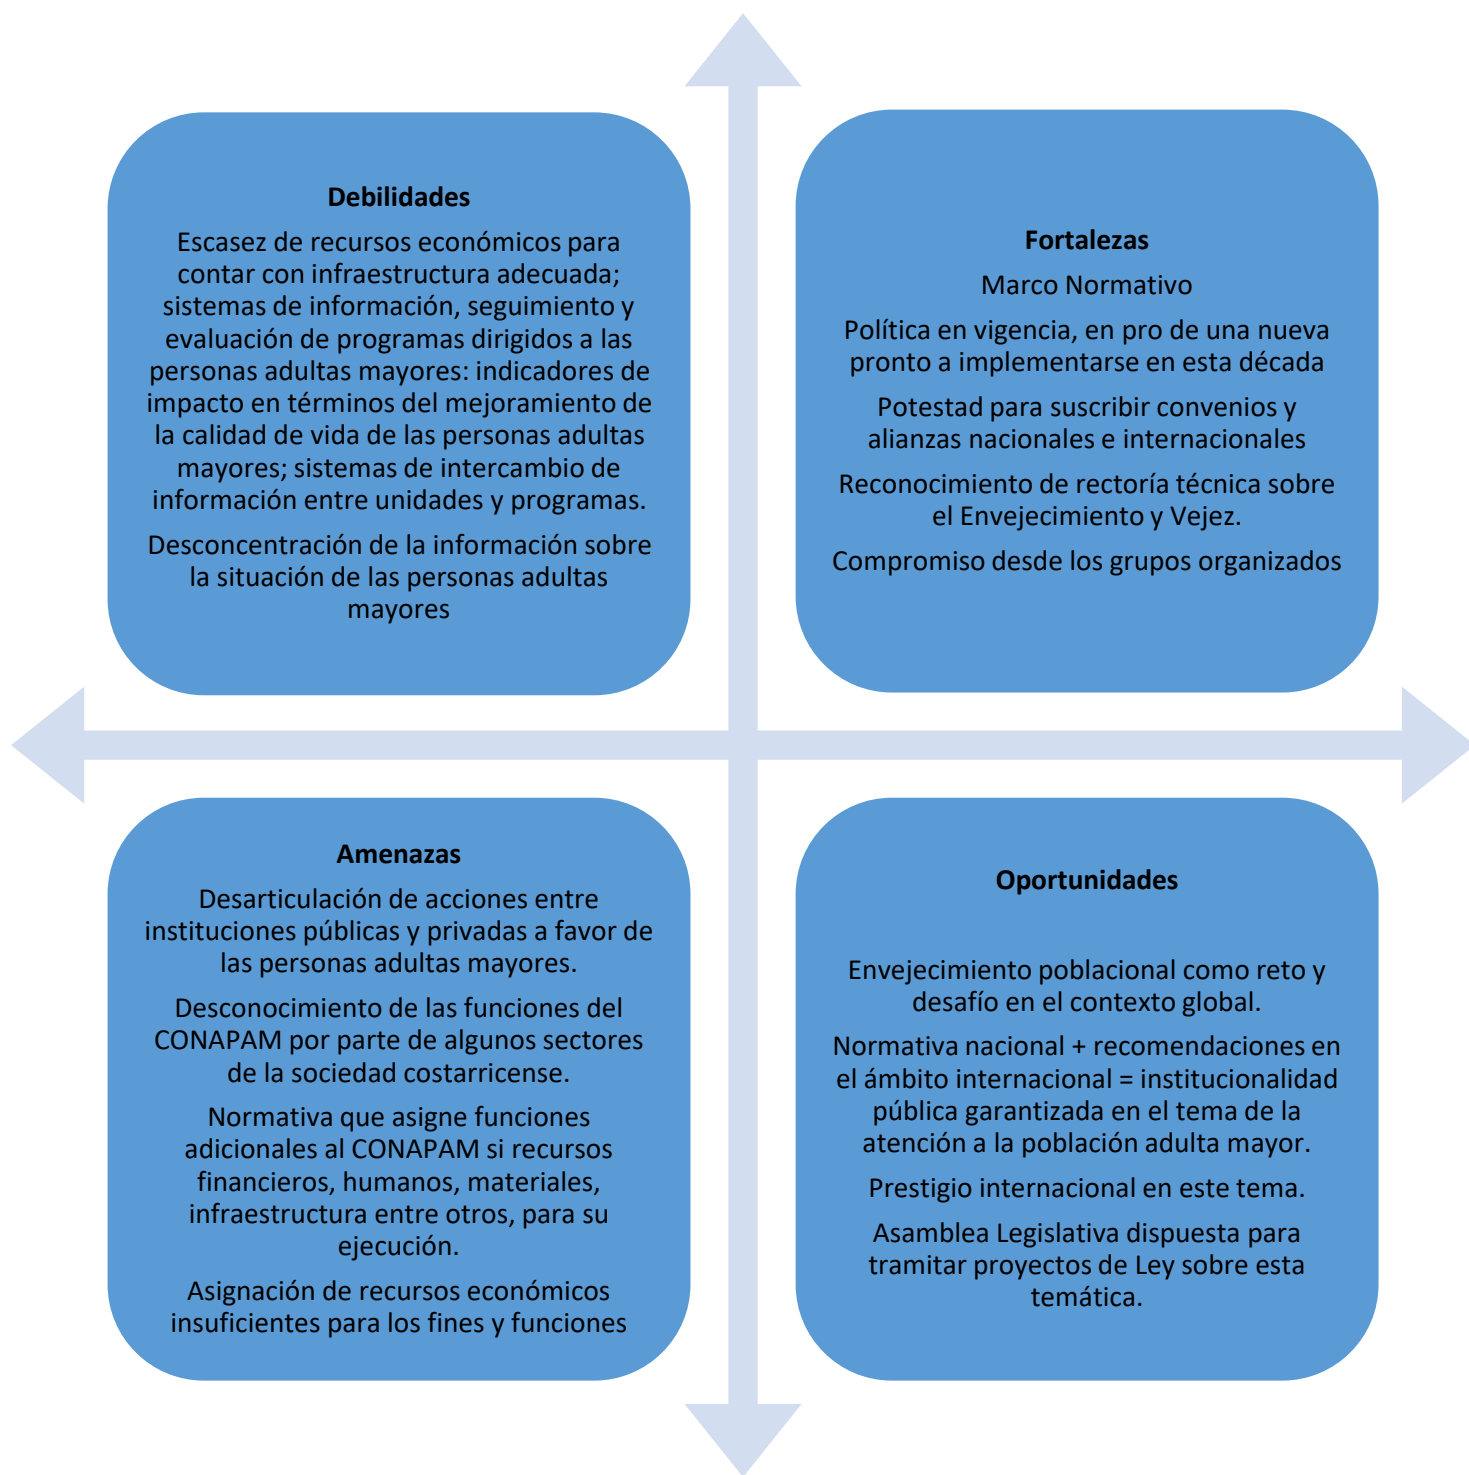 Debilidades
Escasez de recursos económicos para
contar con infraestructura adecuada;
sistemas de información, seguimiento y
evaluación de programas dirigidos a las
personas adultas mayores: indicadores de
impacto en términos del mejoramiento de
la calidad de vida de las personas adultas
mayores; sistemas de intercambio de
información entre unidades y programas.
Desconcentración de la información sobre
la situación de las personas adultas
mayores
Fortalezas
Marco Normativo
Política en vigencia, en pro de una nueva
pronto a implementarse en esta década
Potestad para suscribir convenios y
alianzas nacionales e internacionales
Reconocimiento de rectoría técnica sobre
el Envejecimiento y Vejez.
Compromiso desde los grupos organizados
Amenazas
Desarticulación de acciones entre
instituciones públicas y privadas a favor de
las personas adultas mayores.
Desconocimiento de las funciones del
CONAPAM por parte de algunos sectores
de la sociedad costarricense.
Normativa que asigne funciones
adicionales al CONAPAM si recursos
financieros, humanos, materiales,
infraestructura entre otros, para su
ejecución.
Asignación de recursos económicos
insuficientes para los fines y funciones
Oportunidades
Envejecimiento poblacional como reto y
desafío en el contexto global.
Normativa nacional + recomendaciones en
el ámbito internacional = institucionalidad
pública garantizada en el tema de la
atención a la población adulta mayor.
Prestigio internacional en este tema.
Asamblea Legislativa dispuesta para
tramitar proyectos de Ley sobre esta
temática.